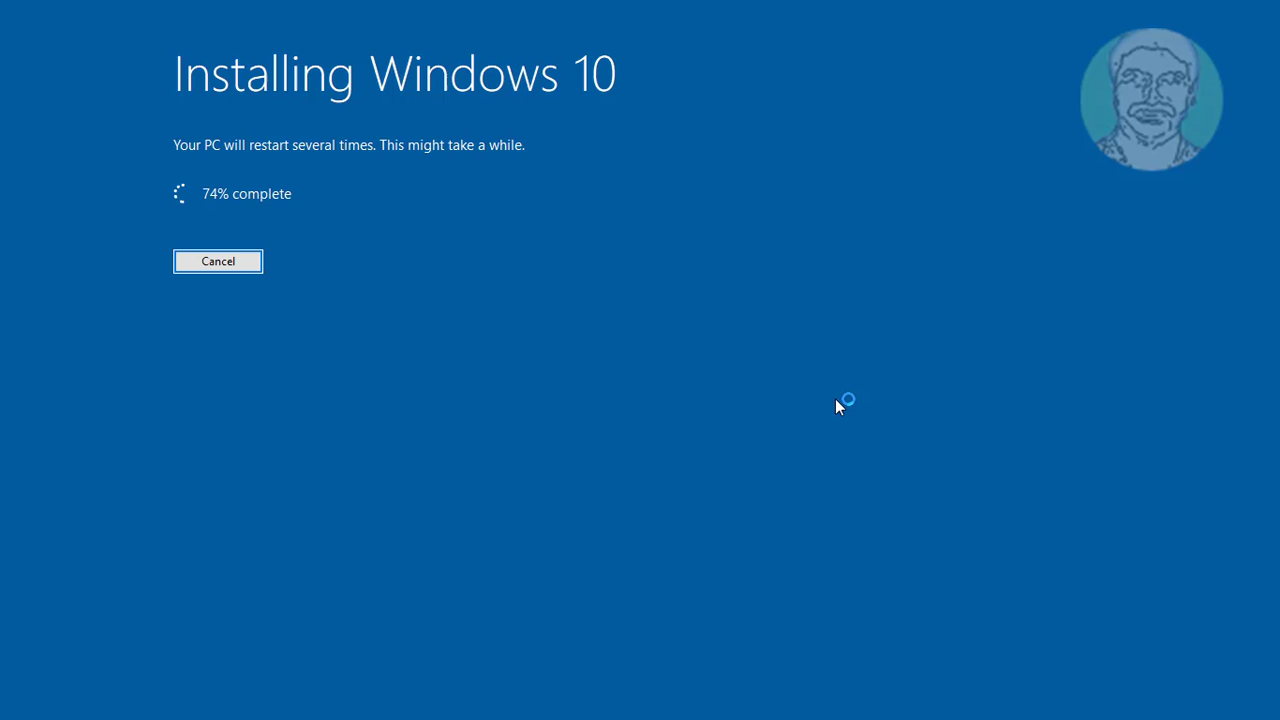 Installing Windows 10
Your PC will restart several times. This might take a while.
74% complete
Cancel